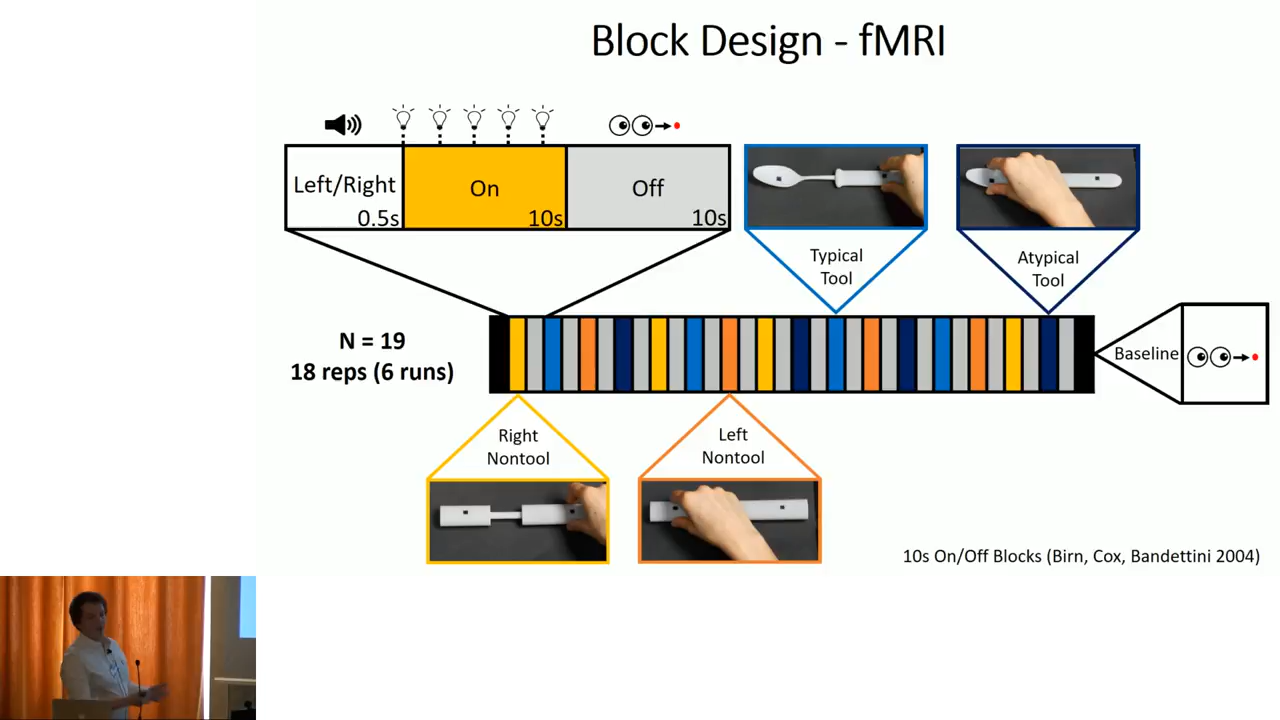 Block Design - fMRI
Left/Right
0.5s
On
10s
Off
10s
Typical
Tool
Atypical
Tool
N = 19
18 reps (6 runs)
Baseline
Right
Nontool
Left
Nontool
10s On/Off Blocks (Birn, Cox, Bandettini 2004)